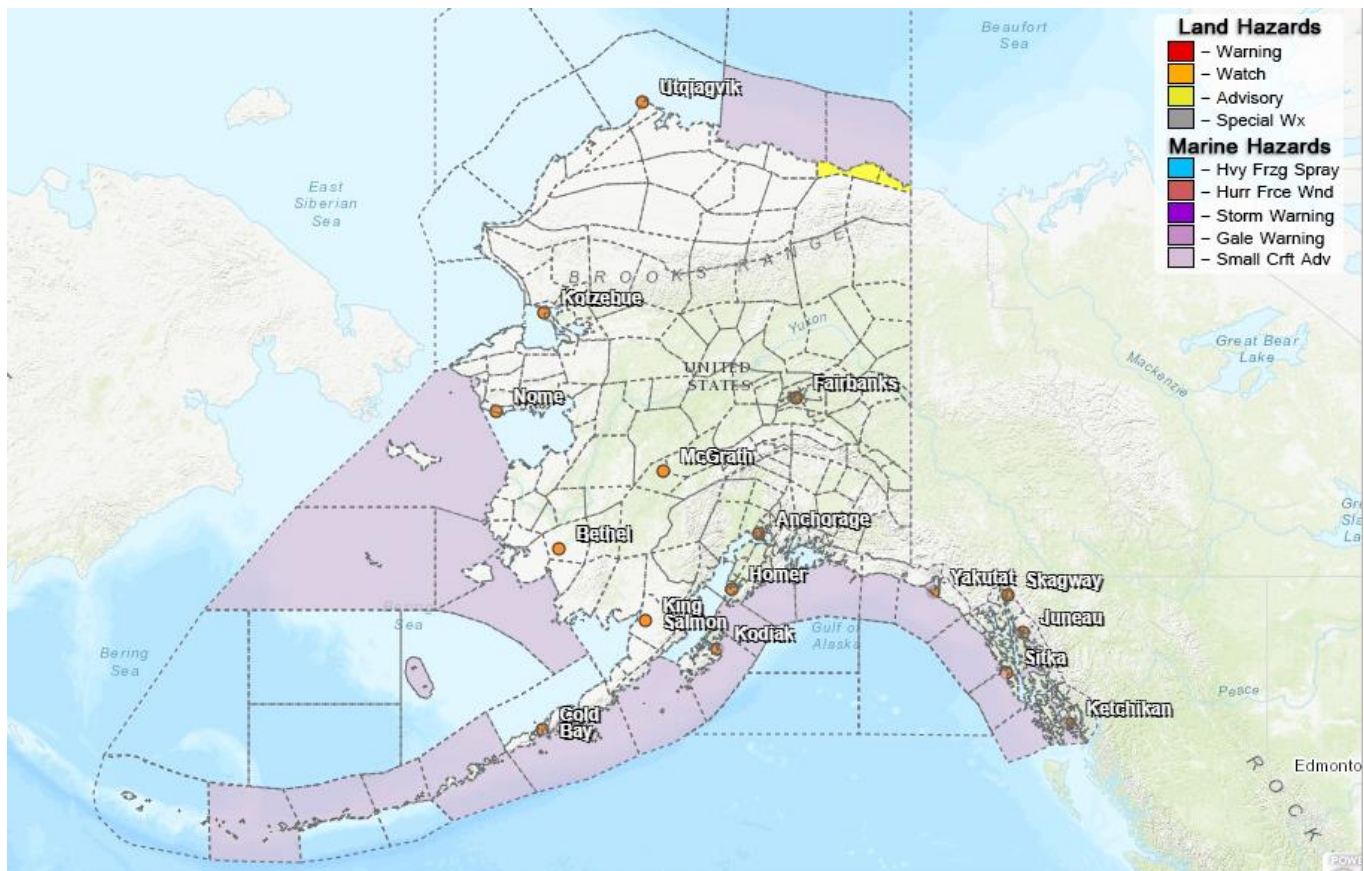 Beaufort
Sea
Land Hazards
– Warning
– Watch
– Advisory
– Special Wx
Marine Hazards
– Hvy Frzg Spray
– Hurr Frce Wnd
– Storm Warning
– Gale Warning
– Small Crft Adv
Utqiagvik
East
Siberian
Sea
BROOKS RANGE
Kotzebue
Yukon
Great Bear
Lake
Mackenzie
UNITED
STATES
Fairbanks
Nome
McGrath
Anchorage
Bethel
Homer
Yakutat
Skagway
King
Salmon
Juneau
Kodiak
Gulf of
Alaska
Sea
Bering
Sea
Sitka
Peace
Ketchikan
Cold
Bay
Edmonto
ROCK